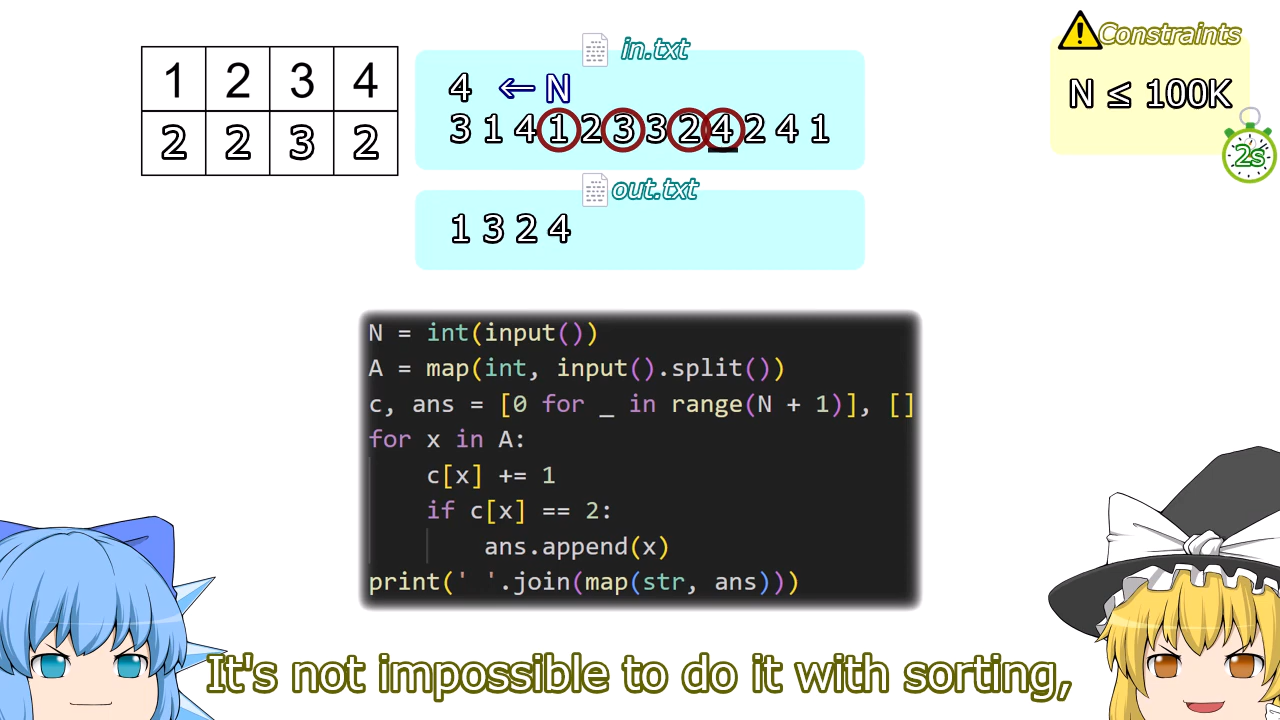 1 2 3 4
2 2 3 2
in.txt
4 ← N
3 1 4 1 2 3 3 2 4 2 4 1
out.txt
1 3 2 4
Constraints
N ≤ 100K
2s
N = int(input())
A = map(int, input().split())
c, ans = [0 for _ in range(N + 1)], []
for x in A:
    c[x] += 1
    if c[x] == 2:
        ans.append(x)
print(' '.join(map(str, ans)))
It's not impossible to do it with sorting,